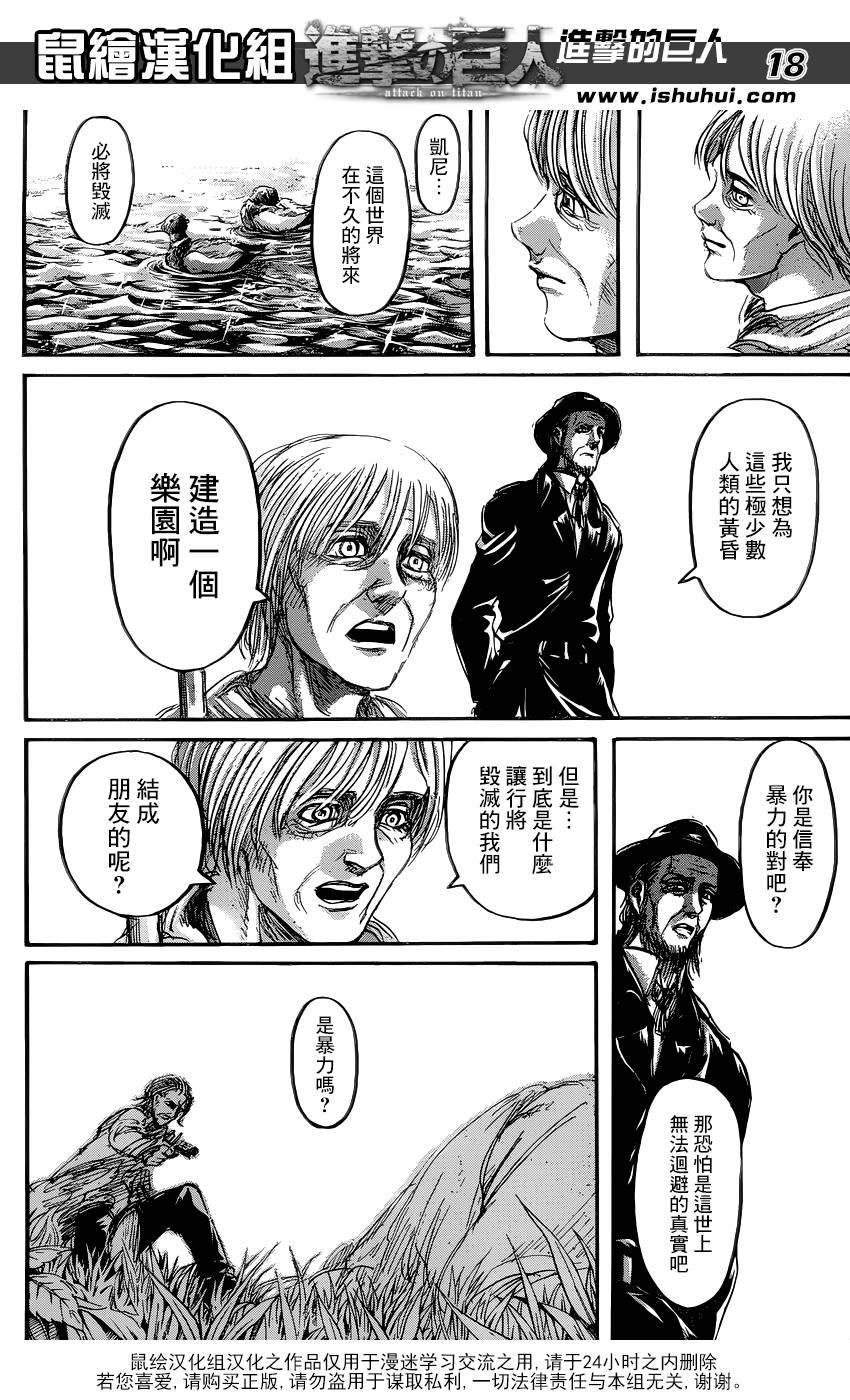 鼠繪漢化組
進撃の巨人
attack on titan
進擊的巨人
18
www.ishuhui.com
凱尼…
這個世界
在不久的將來
必將毀滅
我只想為
這些極少數
人類的黃昏
建造一個
樂園啊
你是信奉
暴力的對吧？
那恐怕是這世上
無法迴避的真實吧
但是…
到底是什麼
讓行將
毀滅的我們
結成
朋友的呢？
是暴力嗎？
鼠绘汉化组汉化之作品仅用于漫迷学习交流之用, 请于24小时之内删除
若您喜爱, 请购买正版, 请勿盗用于谋取私利, 一切法律责任与本组无关, 谢谢。